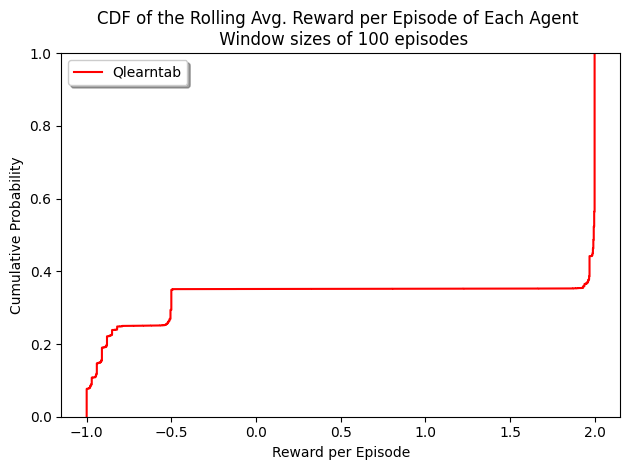 CDF of the Rolling Avg. Reward per Episode of Each Agent
Window sizes of 100 episodes
Qlearntab
1.0
0.8
0.6
0.4
0.2
0.0
Cumulative Probability
−1.0 −0.5 0.0 0.5 1.0 1.5 2.0
Reward per Episode